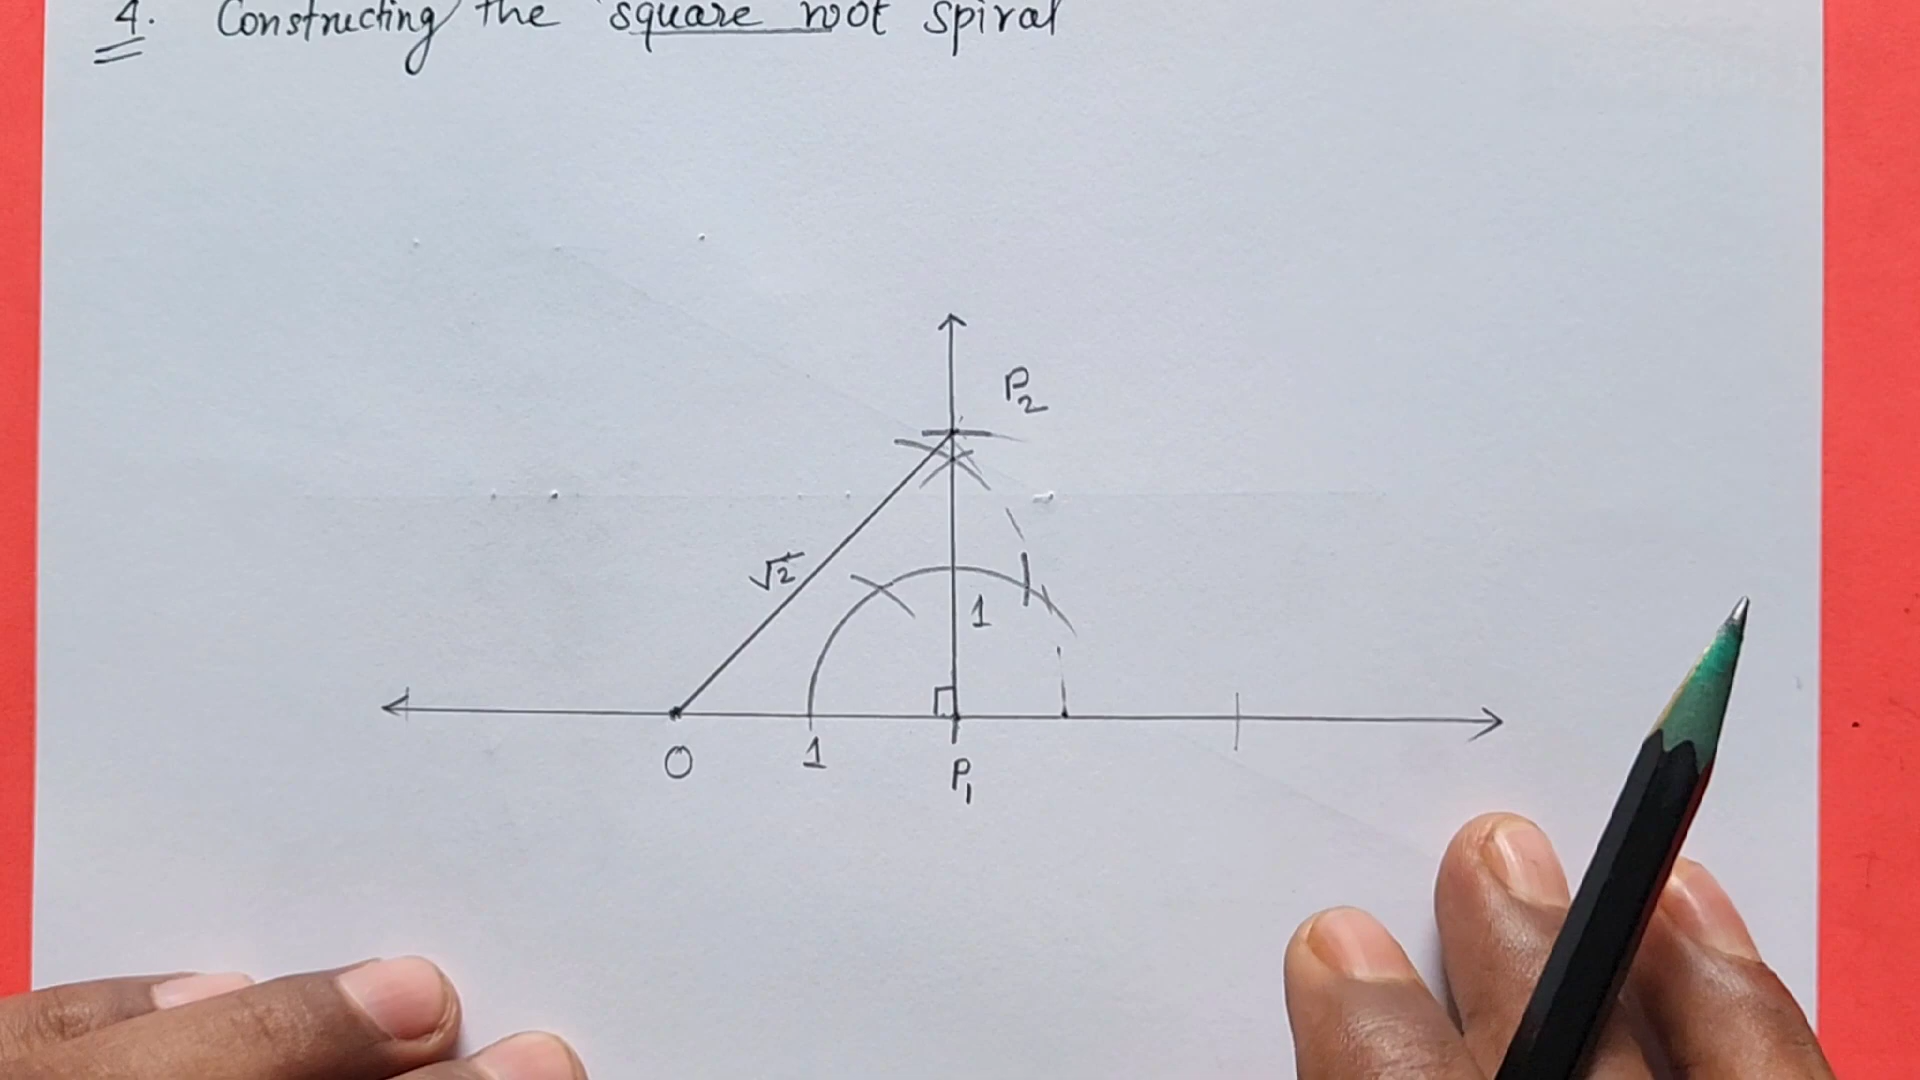 4. Constructing the 'square root spiral
P2
√2
1
O
1
P1